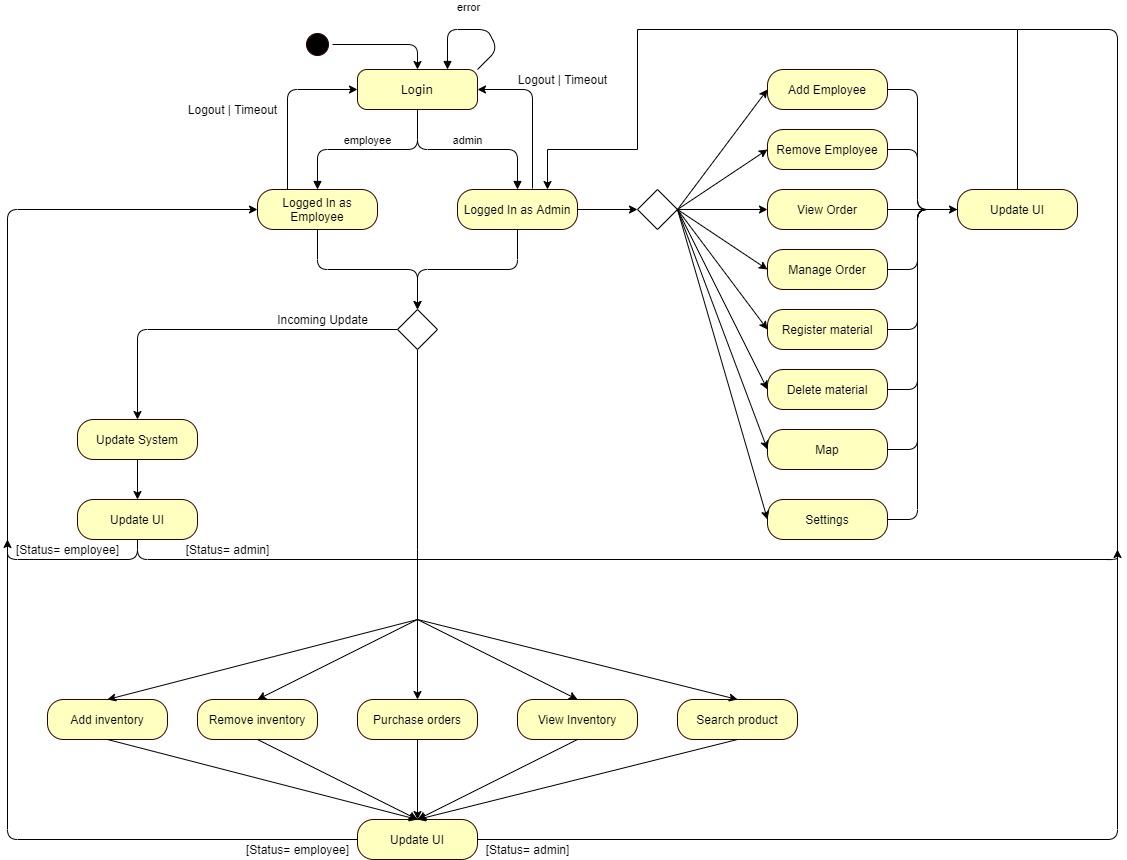 error
Login
Logout | Timeout
Logout | Timeout
employee
admin
Logged In as
Employee
Logged In as Admin
Add Employee
Remove Employee
View Order
Update UI
Manage Order
Register material
Delete material
Map
Settings
Incoming Update
Update System
Update UI
[Status= employee]
[Status= admin]
Add inventory
Remove inventory
Purchase orders
View Inventory
Search product
Update UI
[Status= employee]
[Status= admin]